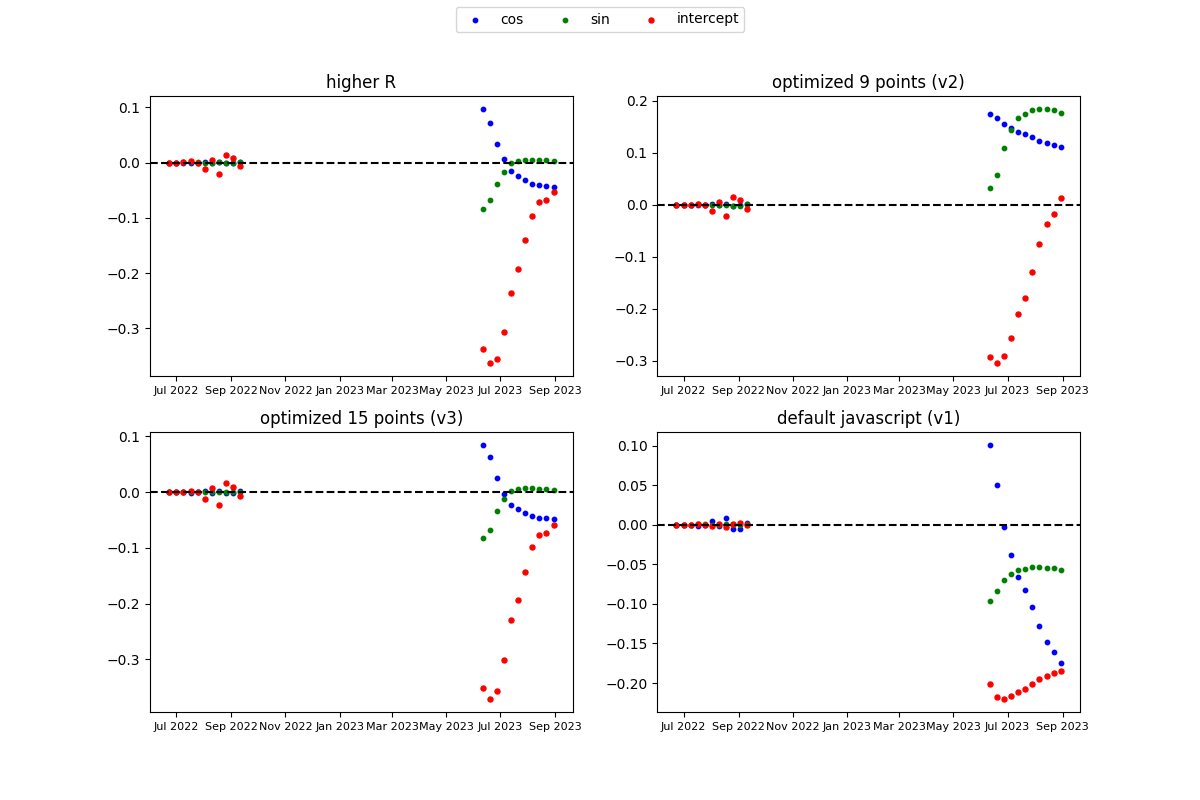 cos sin intercept
higher R
0.1
0.0
−0.1
−0.2
−0.3
Jul 2022 Sep 2022 Nov 2022 Jan 2023 Mar 2023 May 2023 Jul 2023 Sep 2023
optimized 9 points (v2)
0.2
0.1
0.0
−0.1
−0.2
−0.3
Jul 2022 Sep 2022 Nov 2022 Jan 2023 Mar 2023 May 2023 Jul 2023 Sep 2023
optimized 15 points (v3)
0.1
0.0
−0.1
−0.2
−0.3
Jul 2022 Sep 2022 Nov 2022 Jan 2023 Mar 2023 May 2023 Jul 2023 Sep 2023
default javascript (v1)
0.10
0.05
0.00
−0.05
−0.10
−0.15
−0.20
Jul 2022 Sep 2022 Nov 2022 Jan 2023 Mar 2023 May 2023 Jul 2023 Sep 2023